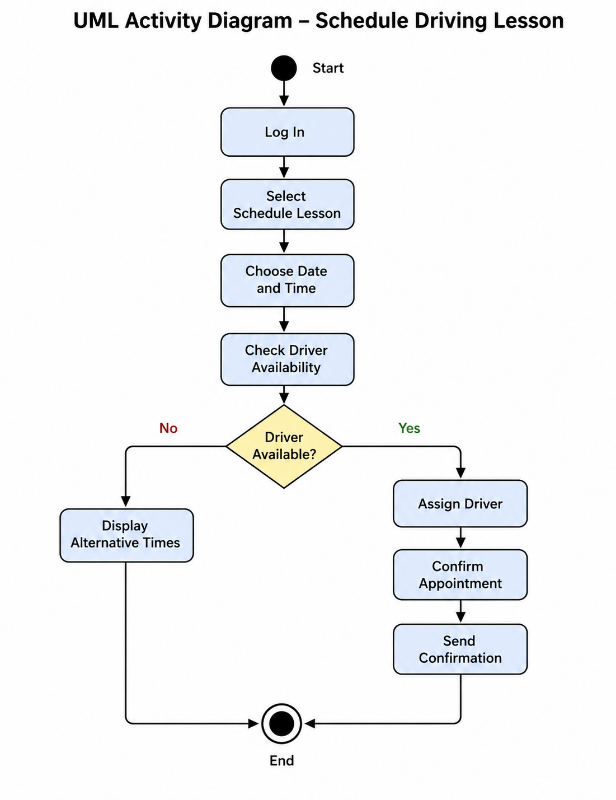 UML Activity Diagram – Schedule Driving Lesson
Start
Log In
Select
Schedule Lesson
Choose Date
and Time
Check Driver
Availability
Driver
Available?
No
Yes
Display
Alternative Times
Assign Driver
Confirm
Appointment
Send
Confirmation
End